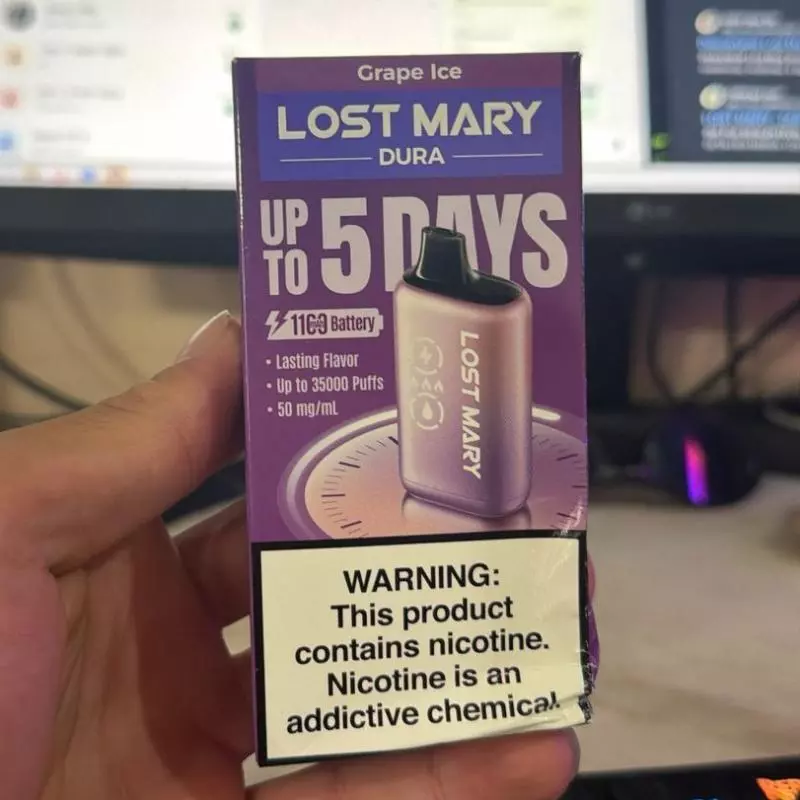 Grape Ice
LOST MARY
DURA
UP TO 5 DAYS
Battery
• Lasting Flavor
• Up to 35000 Puffs
• 50 mg/mL
LOST MARY
WARNING:
This product
contains nicotine.
Nicotine is an
addictive chemical.